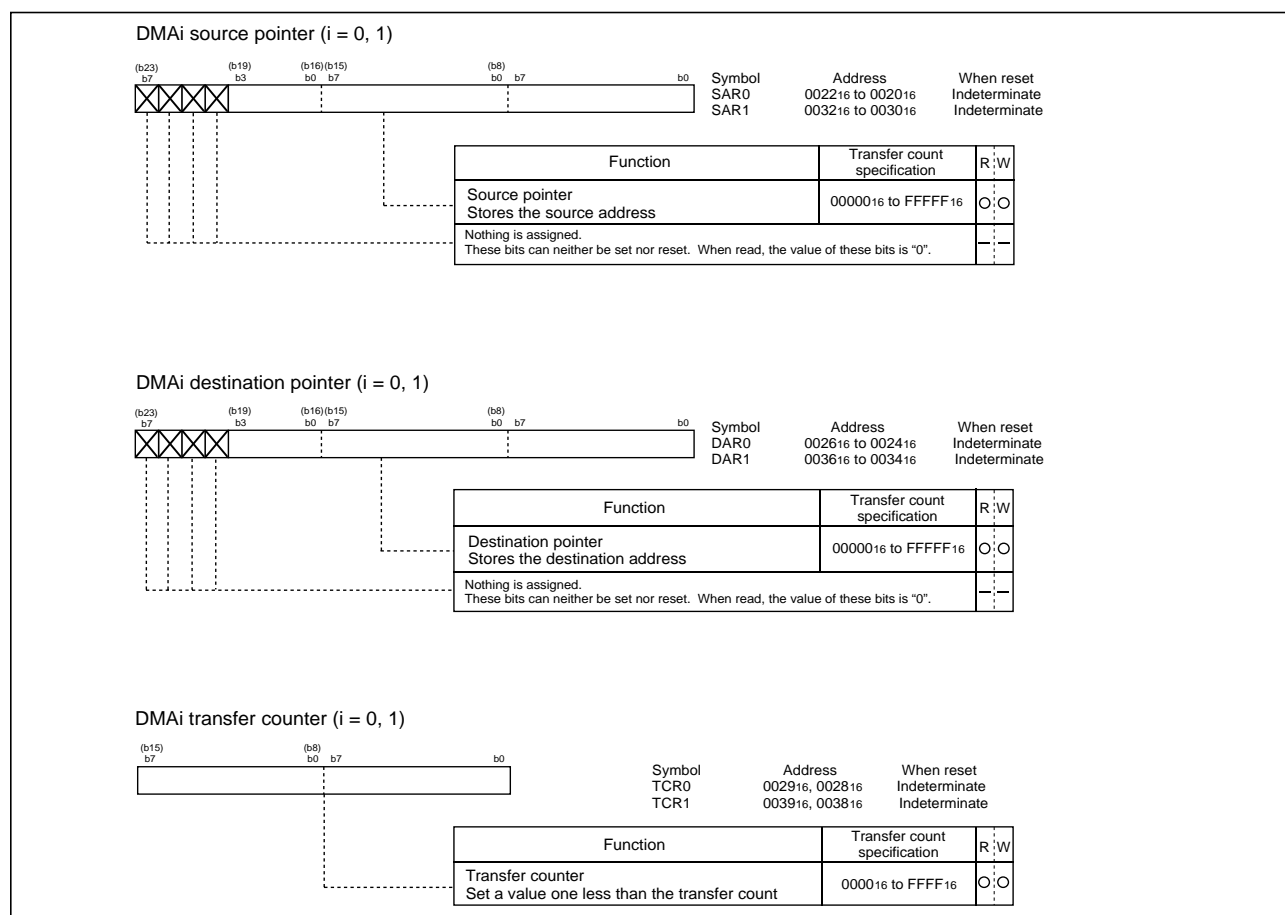 DMAi source pointer (i = 0, 1)
(b23) (b19) (b16)(b15) (b8)
b7 b3 b0 b7 b0 b7 b0
Symbol Address When reset
SAR0 002216 to 002016 Indeterminate
SAR1 003216 to 003016 Indeterminate
Function Transfer count specification R W
Source pointer
Stores the source address
0000016 to FFFFF16
Nothing is assigned.
These bits can neither be set nor reset. When read, the value of these bits is “0”.
DMAi destination pointer (i = 0, 1)
(b23) (b19) (b16)(b15) (b8)
b7 b3 b0 b7 b0 b7 b0
Symbol Address When reset
DAR0 002616 to 002416 Indeterminate
DAR1 003616 to 003416 Indeterminate
Function Transfer count specification R W
Destination pointer
Stores the destination address
0000016 to FFFFF16
Nothing is assigned.
These bits can neither be set nor reset. When read, the value of these bits is “0”.
DMAi transfer counter (i = 0, 1)
(b15) (b8)
b7 b0 b7 b0
Symbol Address When reset
TCR0 002916, 002816 Indeterminate
TCR1 003916, 003816 Indeterminate
Function Transfer count specification R W
Transfer counter
Set a value one less than the transfer count
000016 to FFFF16